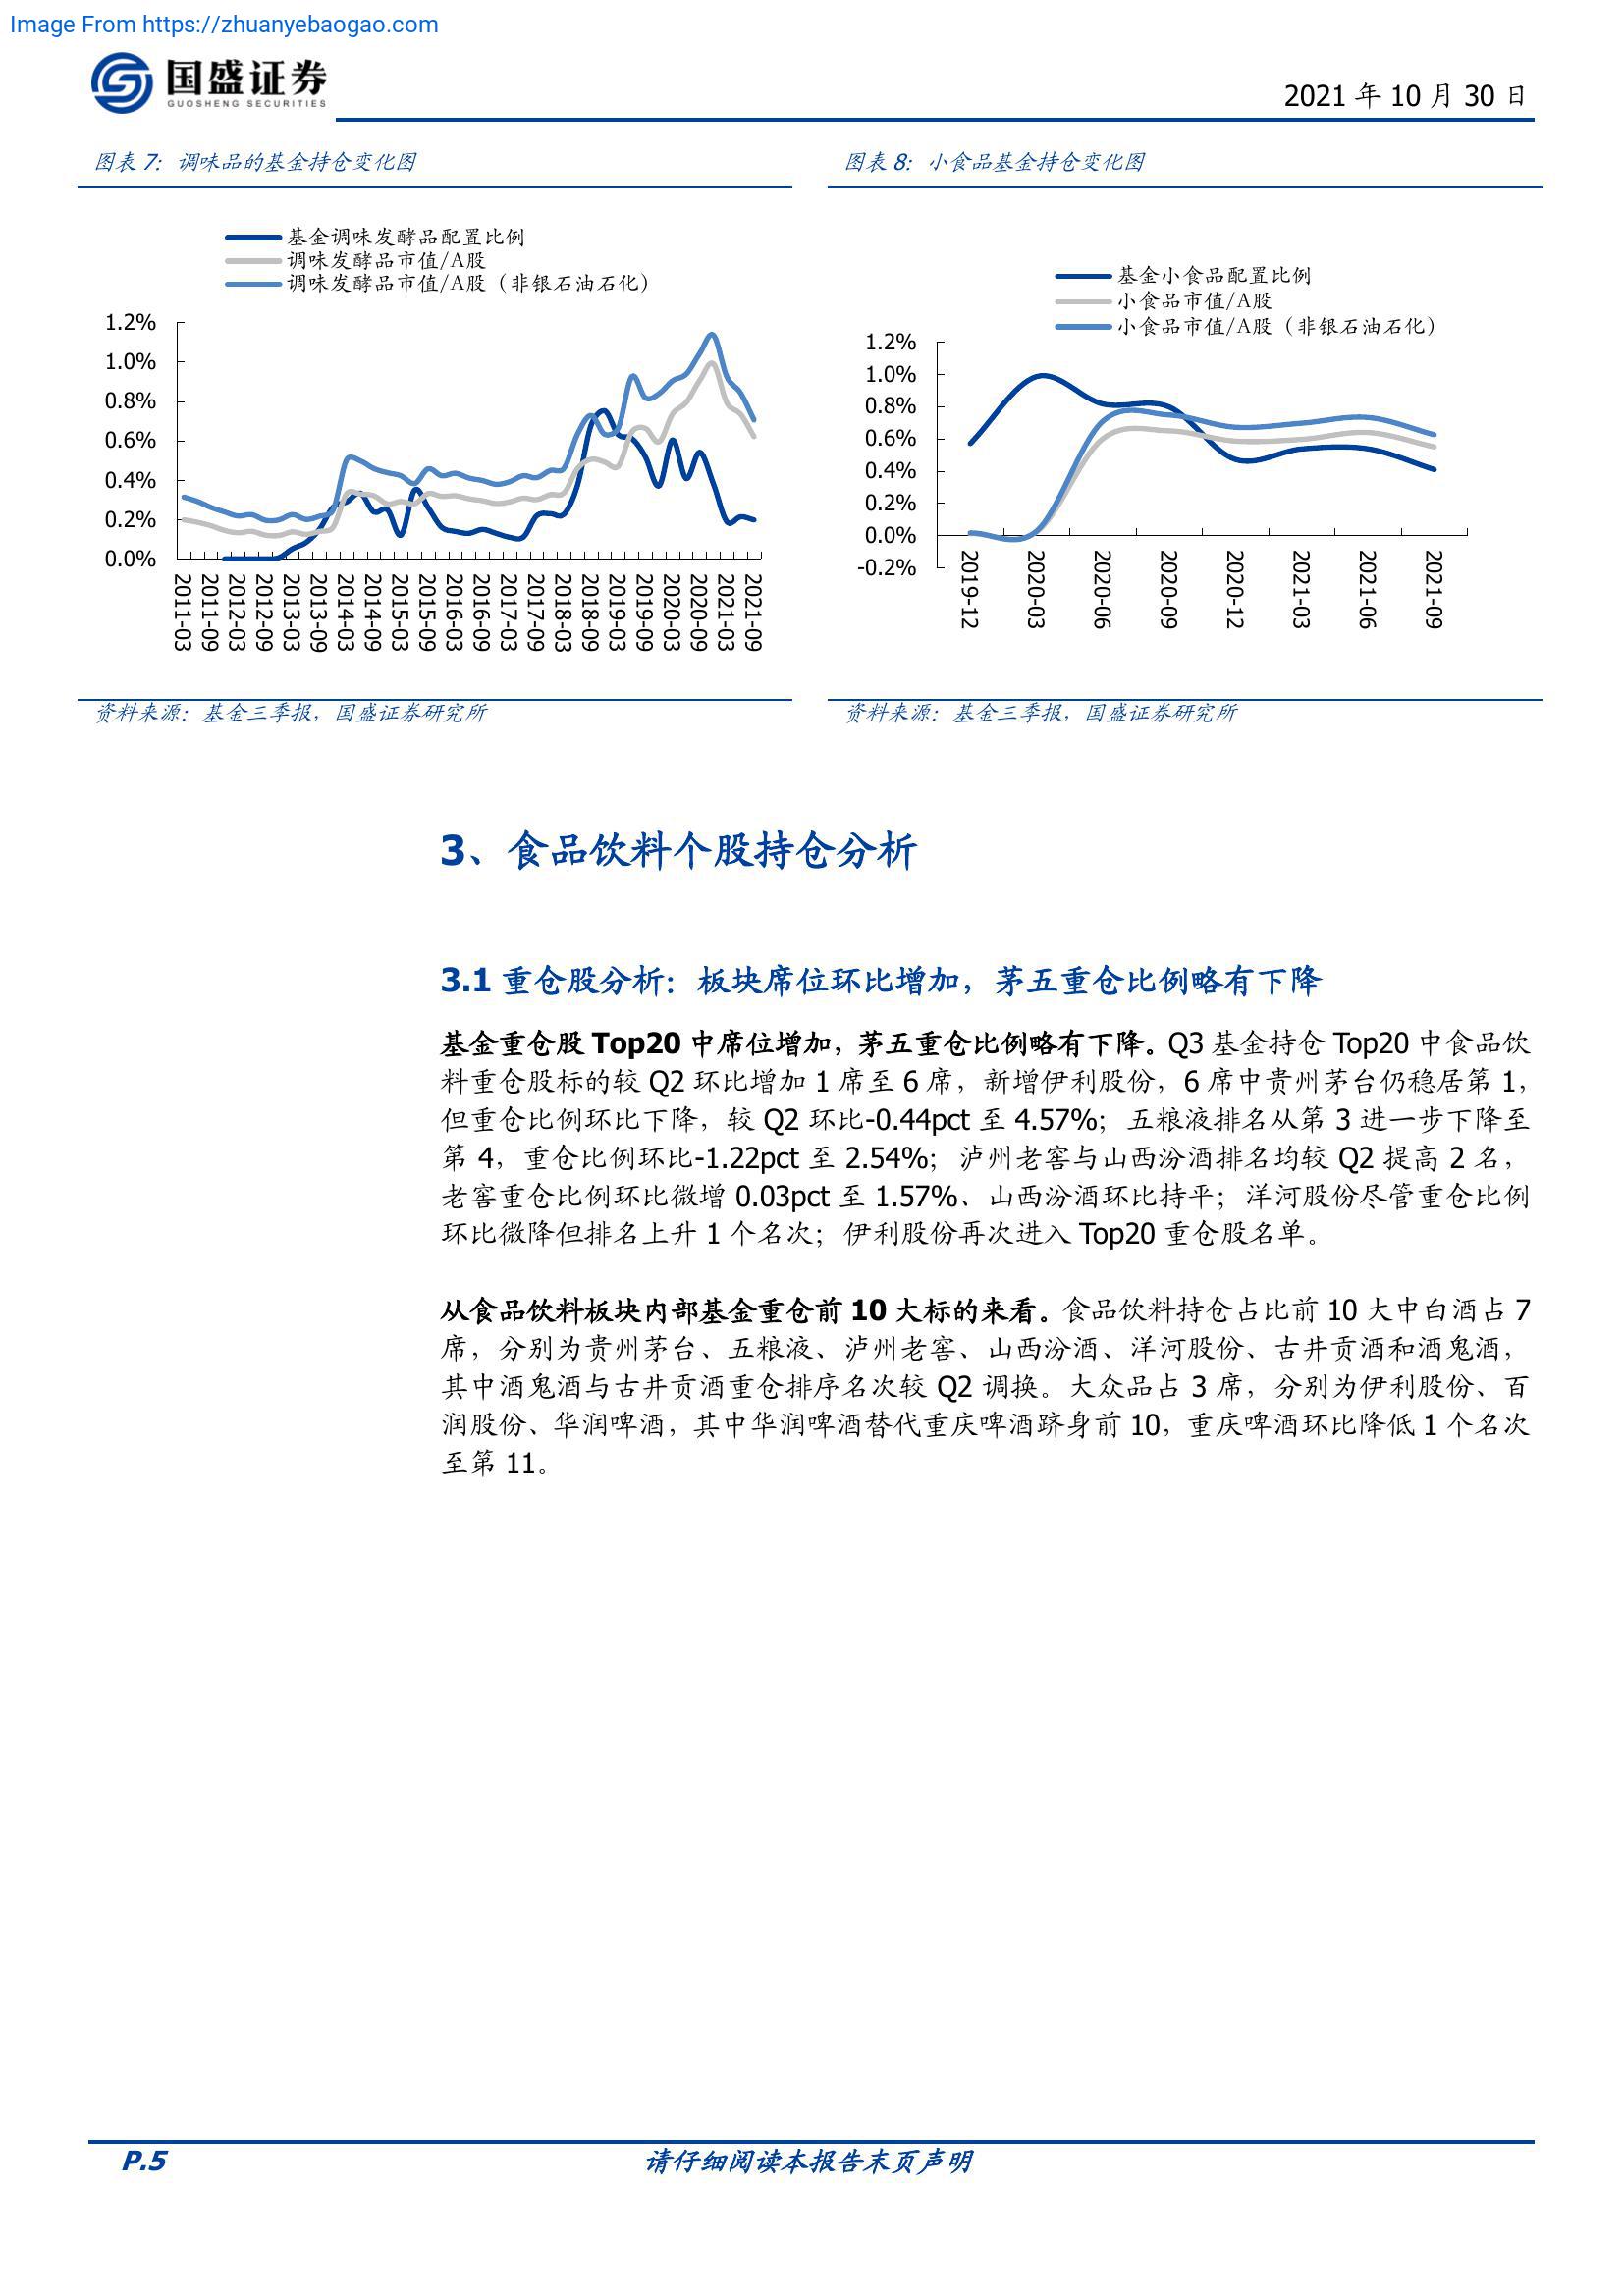 Image From https://zhuanyebaogao.com
国盛证券
GUOSHENG SECURITIES
2021 年 10 月 30 日
图表 7：调味品的基金持仓变化图
基金调味发酵品配置比例
调味发酵品市值/A股
调味发酵品市值/A股（非银石油石化）
1.2%
1.0%
0.8%
0.6%
0.4%
0.2%
0.0%
2011-03
2011-09
2012-03
2012-09
2013-03
2013-09
2014-03
2014-09
2015-03
2015-09
2016-03
2016-09
2017-03
2017-09
2018-03
2018-09
2019-03
2019-09
2020-03
2020-09
2021-03
2021-09
资料来源：基金三季报，国盛证券研究所
图表 8：小食品基金持仓变化图
基金小食品配置比例
小食品市值/A股
小食品市值/A股（非银石油石化）
1.2%
1.0%
0.8%
0.6%
0.4%
0.2%
0.0%
-0.2%
2019-12
2020-03
2020-06
2020-09
2020-12
2021-03
2021-06
2021-09
资料来源：基金三季报，国盛证券研究所
3、食品饮料个股持仓分析
3.1 重仓股分析：板块席位环比增加，茅五重仓比例略有下降
基金重仓股 Top20 中席位增加，茅五重仓比例略有下降。Q3 基金持仓 Top20 中食品饮
料重仓股标的较 Q2 环比增加 1 席至 6 席，新增伊利股份，6 席中贵州茅台仍稳居第 1，
但重仓比例环比下降，较 Q2 环比-0.44pct 至 4.57%；五粮液排名从第 3 进一步下降至
第 4，重仓比例环比-1.22pct 至 2.54%；泸州老窖与山西汾酒排名均较 Q2 提高 2 名，
老窖重仓比例环比微增 0.03pct 至 1.57%、山西汾酒环比持平；洋河股份尽管重仓比例
环比微降但排名上升 1 个名次；伊利股份再次进入 Top20 重仓股名单。
从食品饮料板块内部基金重仓前 10 大标的来看。食品饮料持仓占比前 10 大中白酒占 7
席，分别为贵州茅台、五粮液、泸州老窖、山西汾酒、洋河股份、古井贡酒和酒鬼酒，
其中酒鬼酒与古井贡酒重仓排序名次较 Q2 调换。大众品占 3 席，分别为伊利股份、百
润股份、华润啤酒，其中华润啤酒替代重庆啤酒跻身前 10，重庆啤酒环比降低 1 个名次
至第 11。
P.5
请仔细阅读本报告末页声明